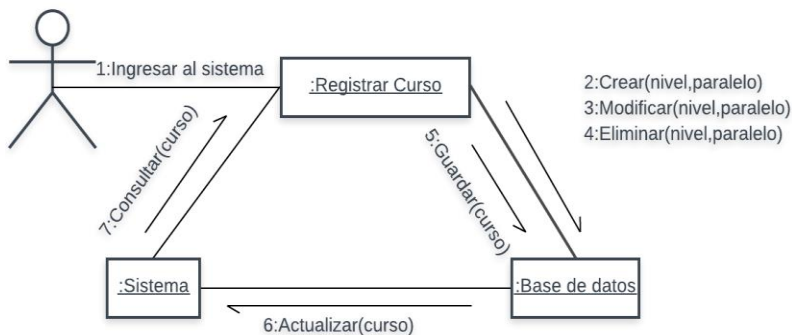 1:Ingresar al sistema
:Registrar Curso
2:Crear(nivel,paralelo)
3:Modificar(nivel,paralelo)
4:Eliminar(nivel,paralelo)
7:Consultar(curso)
5:Guardar(curso)
:Sistema
:Base de datos
6:Actualizar(curso)